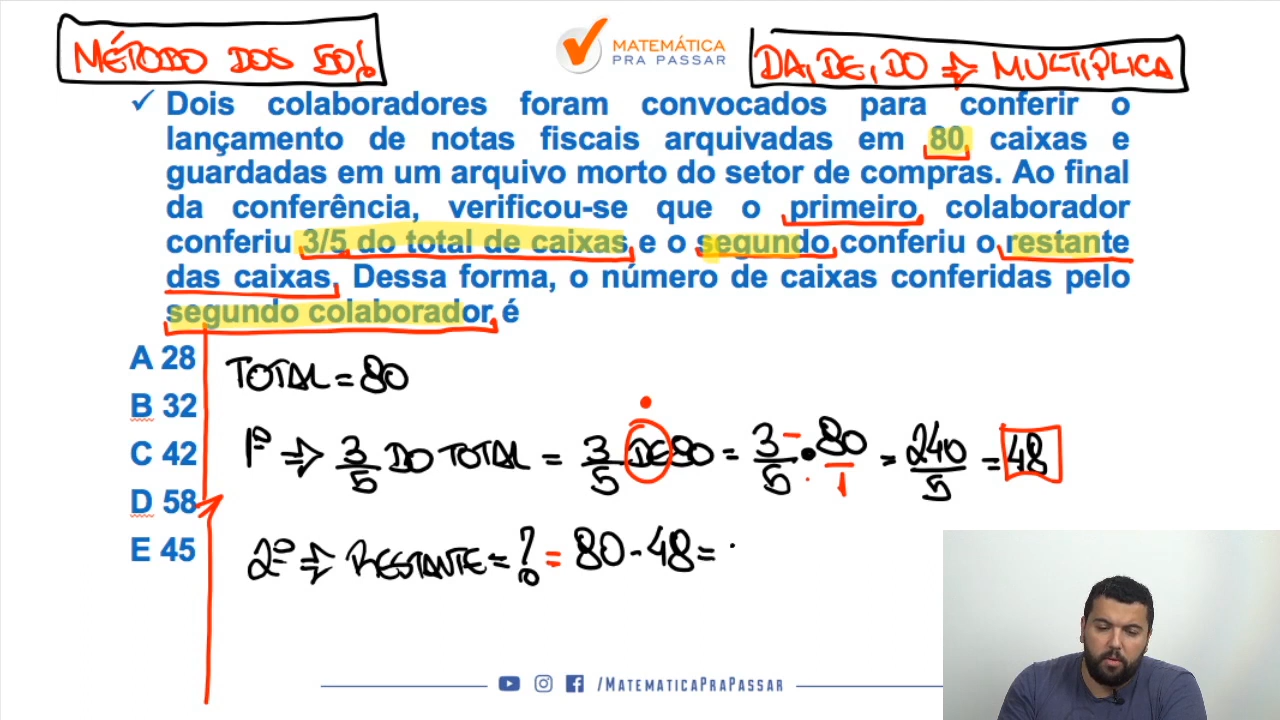 MÉTODO DOS 50%
MATEMÁTICA
PRA PASSAR
DA, DE, DO ⇒ MULTIPLICA
✓ Dois colaboradores foram convocados para conferir o
lançamento de notas fiscais arquivadas em 80 caixas e
guardadas em um arquivo morto do setor de compras. Ao final
da conferência, verificou-se que o primeiro colaborador
conferiu 3/5 do total de caixas e o segundo conferiu o restante
das caixas. Dessa forma, o número de caixas conferidas pelo
segundo colaborador é
A 28
B 32
C 42
D 58
E 45
TOTAL = 80
1º ⇒ 3/5 DO TOTAL = 3/5 DE 80 = 3/5 • 80/1 = 240/5 = 48
2º ⇒ RESTANTE = ? = 80 - 48 =
/MATEMATICAPRAPASSAR